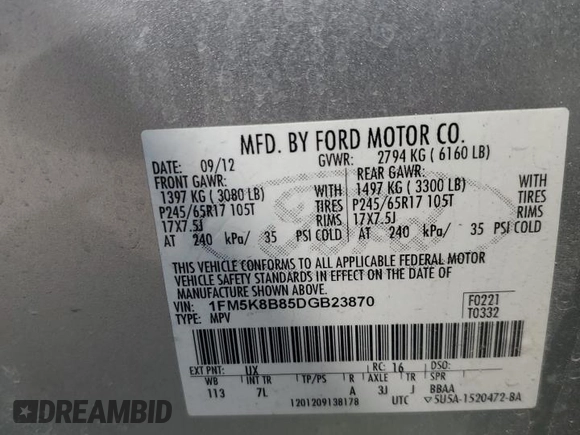 MFD. BY FORD MOTOR CO.
DATE: 09/12 GVWR: 2794 KG ( 6160 LB)
FRONT GAWR: REAR GAWR:
1397 KG ( 3080 LB) WITH 1497 KG ( 3300 LB) WITH
P245/65R17 105T TIRES P245/65R17 105T TIRES
17X7.5J RIMS 17X7.5J RIMS
AT 240 kPa/ 35 PSI COLD AT 240 kPa/ 35 PSI COLD
THIS VEHICLE CONFORMS TO ALL APPLICABLE FEDERAL MOTOR
VEHICLE SAFETY STANDARDS IN EFFECT ON THE DATE OF
MANUFACTURE SHOWN ABOVE.
VIN: 1FM5K8B85DGB23870 F0221
TYPE: MPV T0332
EXT PNT: UX RC: 16 DSO:
WB INT TR TP/PS R AXLE TR SPR
113 7L A 3J J BBAA
1201209138178 UTC 5U5A-1520472-BA
Ford
DREAMBID
DREAMBID.COM